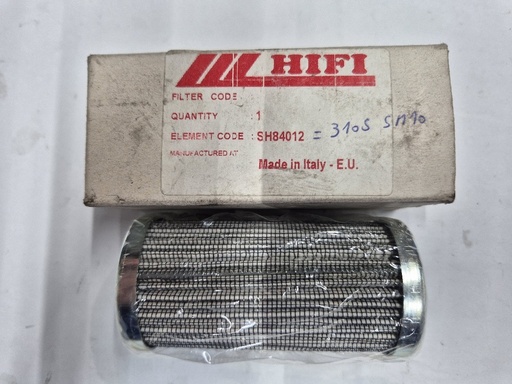 HIFI
FILTER CODE
QUANTITY : 1
ELEMENT CODE : SH84012 = 310S SM10
MANUFACTURED AT
Made in Italy - E.U.